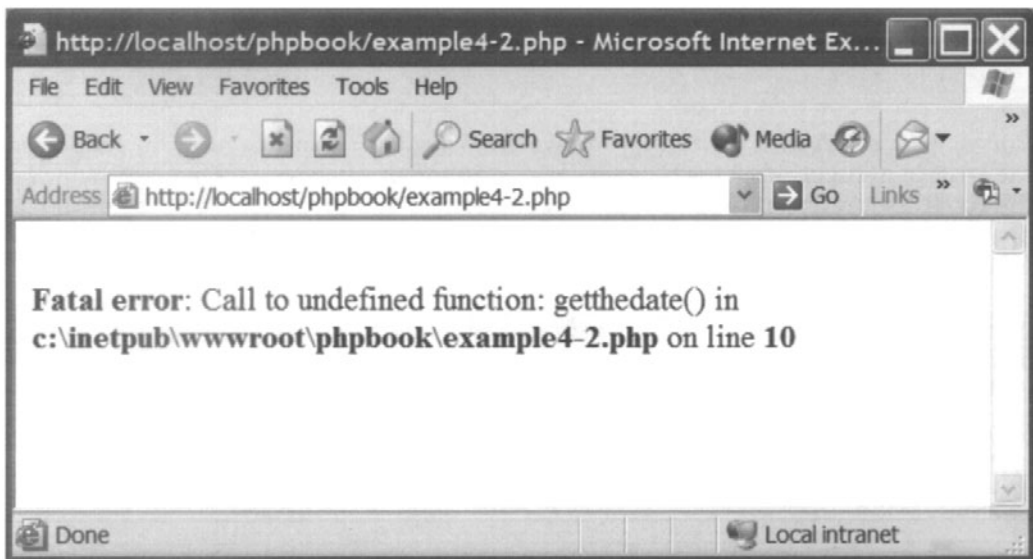 http://localhost/phpbook/example4-2.php - Microsoft Internet Ex...
File Edit View Favorites Tools Help
Back Search Favorites Media »
Address http://localhost/phpbook/example4-2.php Go Links »
Fatal error: Call to undefined function: getthedate() in
c:\inetpub\wwwroot\phpbook\example4-2.php on line 10
Done Local intranet